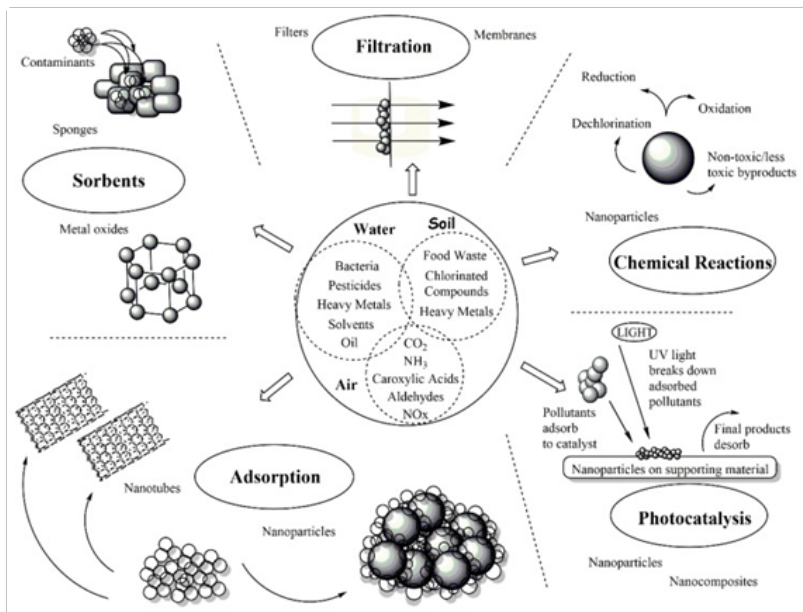 Contaminants
Sponges
Sorbents
Metal oxides
Filters
Filtration
Membranes
Reduction
Oxidation
Dechlorination
Non-toxic/less
toxic byproducts
Nanoparticles
Chemical Reactions
Water
Bacteria
Pesticides
Heavy Metals
Solvents
Oil
Soil
Food Waste
Chlorinated
Compounds
Heavy Metals
Air
CO2
NH3
Caroxylic Acids
Aldehydes
NOx
Nanotubes
Adsorption
Nanoparticles
LIGHT
UV light
breaks down
adsorbed
pollutants
Pollutants
adsorb
to catalyst
Final products
desorb
Nanoparticles on supporting material
Photocatalysis
Nanoparticles
Nanocomposites